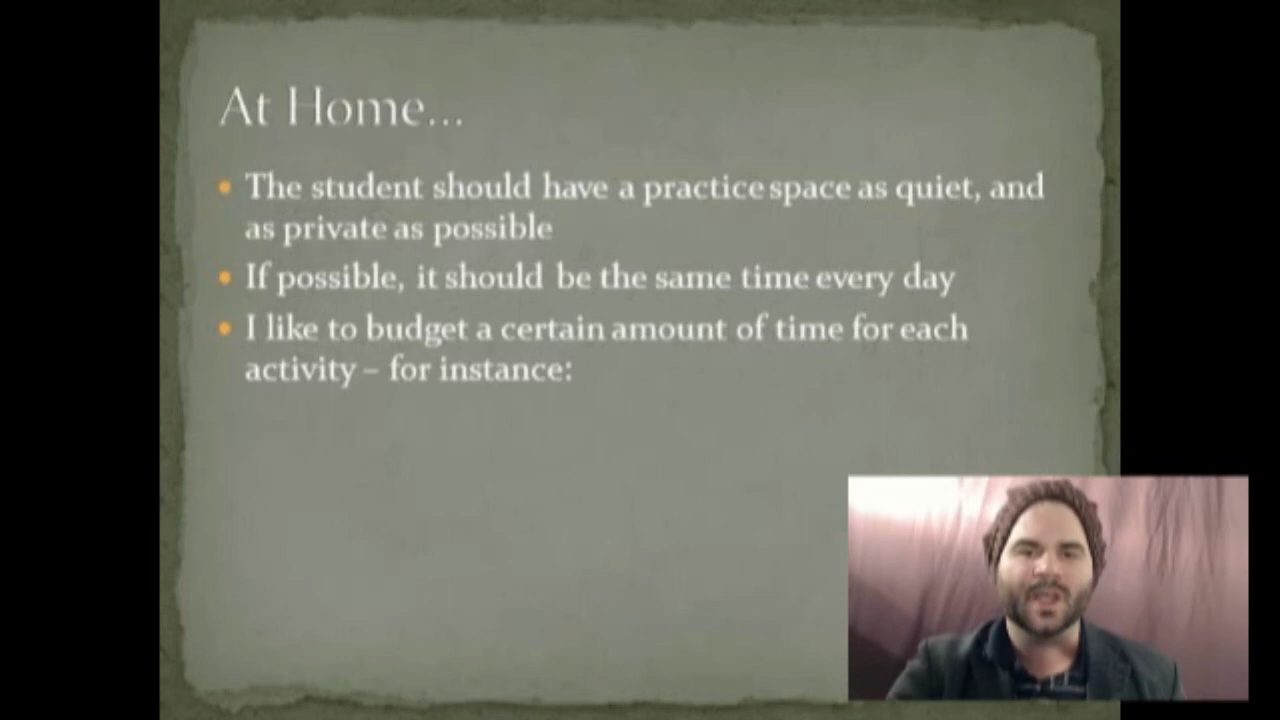 At Home...
• The student should have a practice space as quiet, and
as private as possible
• If possible, it should be the same time every day
• I like to budget a certain amount of time for each
activity – for instance: